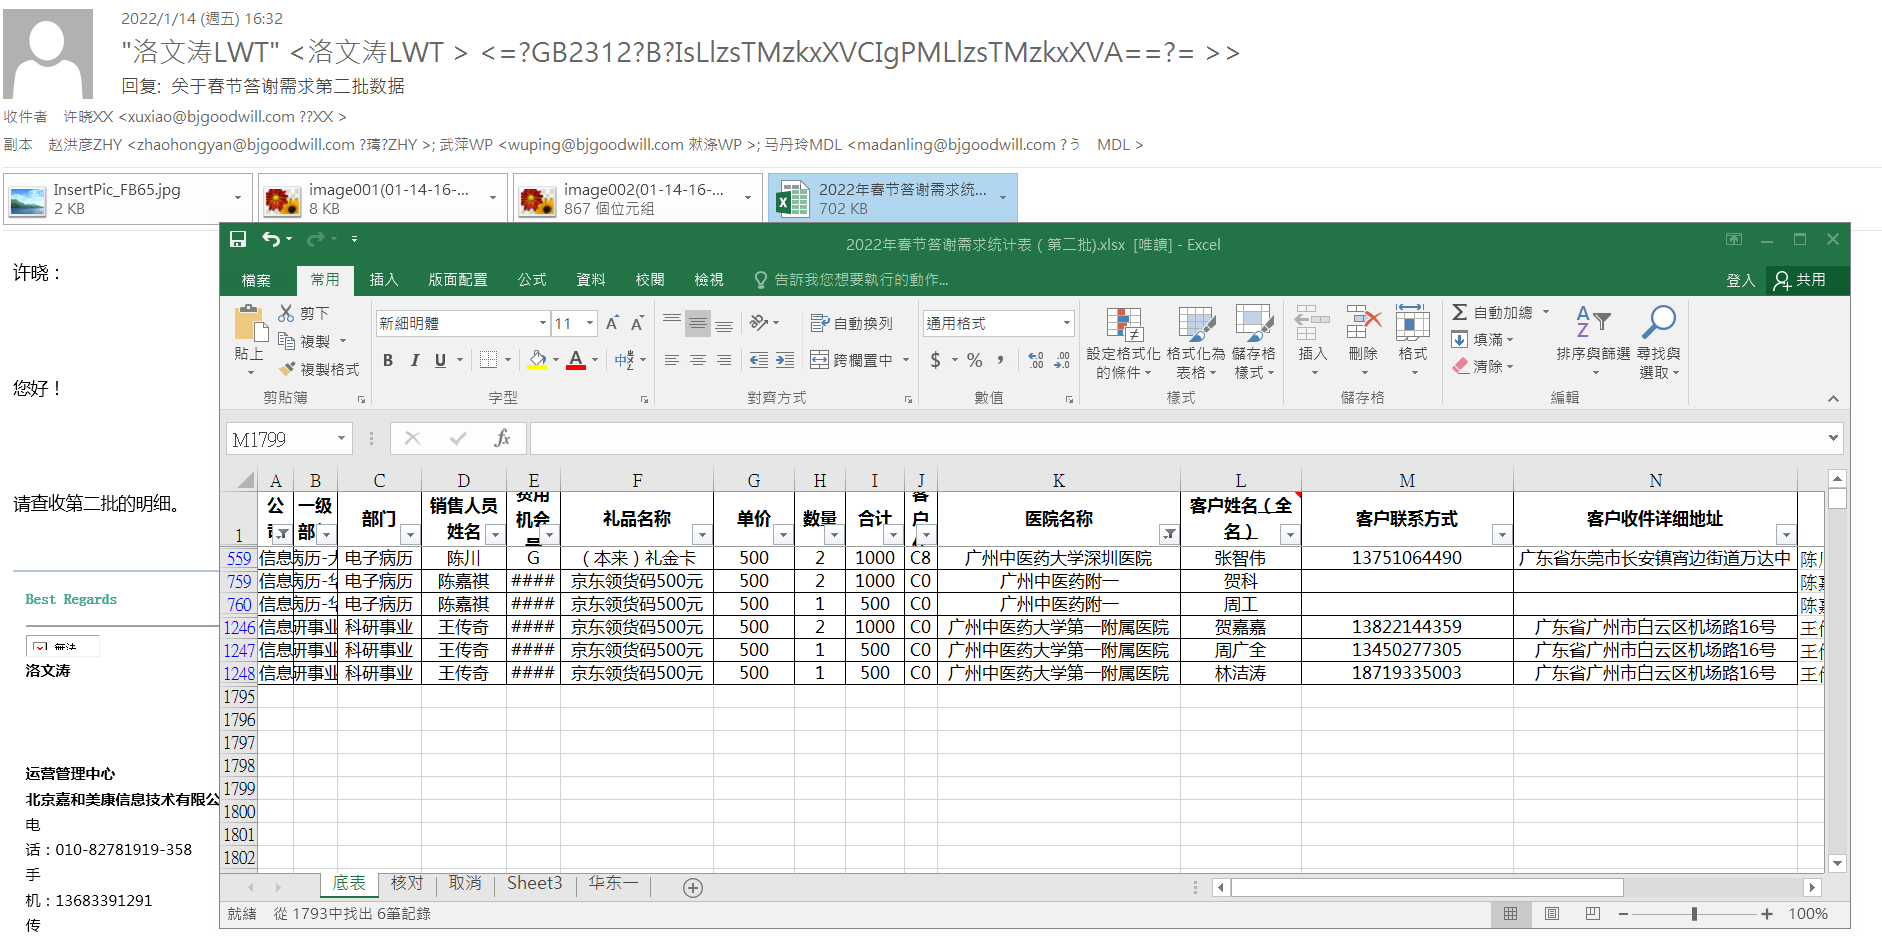 2022/1/14 (週五) 16:32
"洛文涛LWT" <洛文涛LWT > <=?GB2312?B?IsLlzsTMzkxXVCIgPMLlzsTMzkxXVA==?= >>
回复: 关于春节答谢需求第二批数据
收件者 许晓XX <xuxiao@bjgoodwill.com ??XX >
副本 赵洪彦ZHY <zhaohongyan@bjgoodwill.com ?璹?ZHY >; 武萍WP <wuping@bjgoodwill.com 欶涤WP >; 马丹玲MDL <madanling@bjgoodwill.com ?う MDL >
InsertPic_FB65.jpg
2 KB
image001(01-14-16-...
8 KB
image002(01-14-16-...
867 個位元組
2022年春节答谢需求统...
702 KB
许晓：
您好！
请查收第二批的明细。
Best Regards
無法
洛文涛
运营管理中心
北京嘉和美康信息技术有限公
电
话：010-82781919-358
手
机：13683391291
传
2022年春节答谢需求统计表（第二批).xlsx [唯讀] - Excel
檔案 常用 插入 版面配置 公式 資料 校閱 檢視 告訴我您想要執行的動作... 登入 共用
貼上 剪下 複製 複製格式 剪貼簿
新細明體 11 A A B I U A 中 字型
自動換列 跨欄置中 對齊方式
通用格式 $ % , .00 .0 數值
設定格式化的條件 格式化為表格 儲存格樣式 樣式
插入 刪除 格式 儲存格
自動加總 填滿 清除 排序與篩選 尋找與選取 編輯
M1799 fx
A B C D E F G H I J K L M N
1 公司 一级部 部门 销售人员姓名 费用机会 礼品名称 单价 数量 合计 客户 医院名称 客户姓名（全名） 客户联系方式 客户收件详细地址
559 信息 病历-大 电子病历 陈川 G （本来）礼金卡 500 2 1000 C8 广州中医药大学深圳医院 张智伟 13751064490 广东省东莞市长安镇宵边街道万达中 陈川
759 信息 病历-华 电子病历 陈嘉祺 #### 京东领货码500元 500 2 1000 C0 广州中医药附一 贺科 陈嘉
760 信息 病历-华 电子病历 陈嘉祺 #### 京东领货码500元 500 1 500 C0 广州中医药附一 周工 陈嘉
1246 信息 研事业 科研事业 王传奇 #### 京东领货码500元 500 2 1000 C0 广州中医药大学第一附属医院 贺嘉嘉 13822144359 广东省广州市白云区机场路16号 王传
1247 信息 研事业 科研事业 王传奇 #### 京东领货码500元 500 1 500 C0 广州中医药大学第一附属医院 周广全 13450277305 广东省广州市白云区机场路16号 王传
1248 信息 研事业 科研事业 王传奇 #### 京东领货码500元 500 1 500 C0 广州中医药大学第一附属医院 林洁涛 18719335003 广东省广州市白云区机场路16号 王传
1795
1796
1797
1798
1799
1800
1801
1802
底表 核对 取消 Sheet3 华东一
就緒 從 1793中找出 6筆記錄 100%